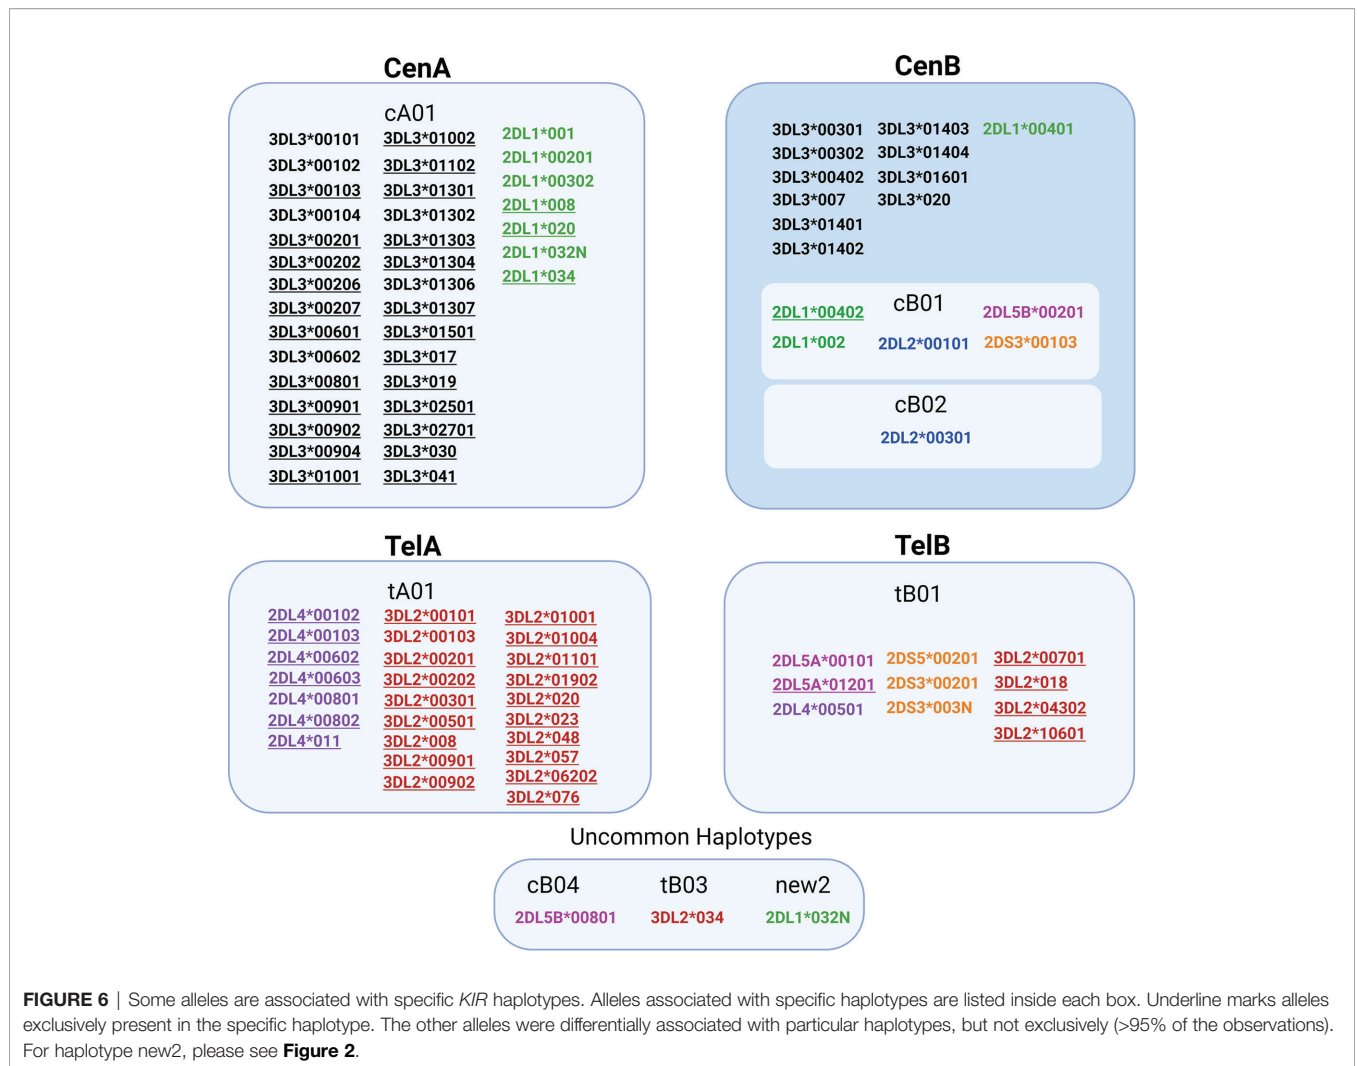 CenA
cA01
3DL3*00101
3DL3*00102
3DL3*00103
3DL3*00104
3DL3*00201
3DL3*00202
3DL3*00206
3DL3*00207
3DL3*00601
3DL3*00602
3DL3*00801
3DL3*00901
3DL3*00902
3DL3*00904
3DL3*01001
3DL3*01002
3DL3*01102
3DL3*01301
3DL3*01302
3DL3*01303
3DL3*01304
3DL3*01306
3DL3*01307
3DL3*01501
3DL3*017
3DL3*019
3DL3*02501
3DL3*02701
3DL3*030
3DL3*041
2DL1*001
2DL1*00201
2DL1*00302
2DL1*008
2DL1*020
2DL1*032N
2DL1*034
CenB
3DL3*00301
3DL3*00302
3DL3*00402
3DL3*007
3DL3*01401
3DL3*01402
3DL3*01403
3DL3*01404
3DL3*01601
3DL3*020
2DL1*00401
cB01
2DL1*00402
2DL1*002
2DL2*00101
2DL5B*00201
2DS3*00103
cB02
2DL2*00301
TelA
tA01
2DL4*00102
2DL4*00103
2DL4*00602
2DL4*00603
2DL4*00801
2DL4*00802
2DL4*011
3DL2*00101
3DL2*00103
3DL2*00201
3DL2*00202
3DL2*00301
3DL2*00501
3DL2*008
3DL2*00901
3DL2*00902
3DL2*01001
3DL2*01004
3DL2*01101
3DL2*01902
3DL2*020
3DL2*023
3DL2*048
3DL2*057
3DL2*06202
3DL2*076
TelB
tB01
2DL5A*00101
2DL5A*01201
2DL4*00501
2DS5*00201
2DS3*00201
2DS3*003N
3DL2*00701
3DL2*018
3DL2*04302
3DL2*10601
Uncommon Haplotypes
cB04
2DL5B*00801
tB03
3DL2*034
new2
2DL1*032N
FIGURE 6 | Some alleles are associated with specific KIR haplotypes. Alleles associated with specific haplotypes are listed inside each box. Underline marks alleles
exclusively present in the specific haplotype. The other alleles were differentially associated with particular haplotypes, but not exclusively (>95% of the observations).
For haplotype new2, please see Figure 2.